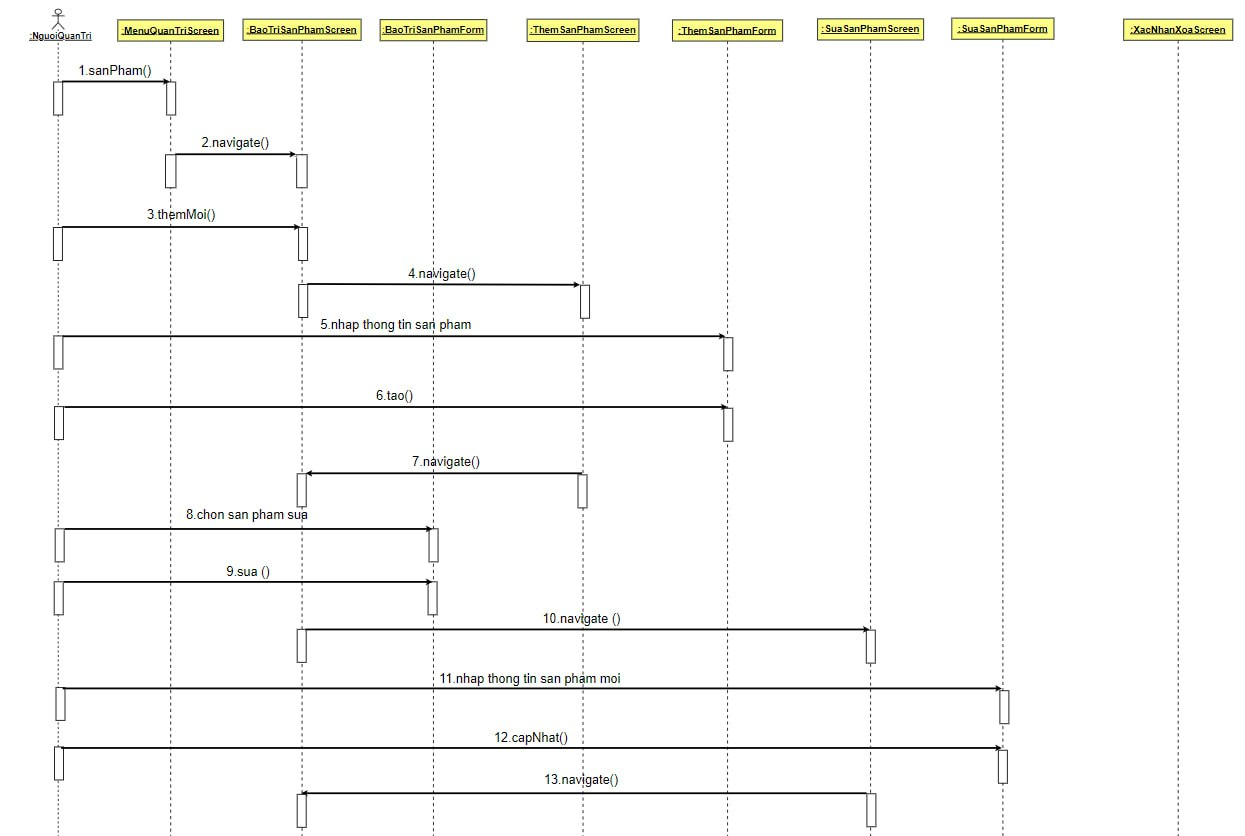 :NguoiQuanTri
:MenuQuanTriScreen
:BaoTriSanPhamScreen
:BaoTriSanPhamForm
:ThemSanPhamScreen
:ThemSanPhamForm
:SuaSanPhamScreen
:SuaSanPhamForm
:XacNhanXoaScreen
1.sanPham()
2.navigate()
3.themMoi()
4.navigate()
5.nhap thong tin san pham
6.tao()
7.navigate()
8.chon san pham sua
9.sua ()
10.navigate ()
11.nhap thong tin san pham moi
12.capNhat()
13.navigate()